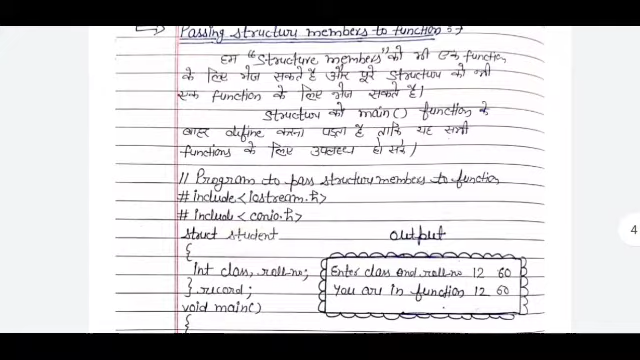 Passing structure members to function :-
हम "structure members" को भी एक function
के लिए भेज सकते है और पूरे structure को भी
एक function के लिए भेज सकते है।
structure को main() function के
बाहर define करना पड़ता है ताकि यह सभी
functions के लिए उपलब्ध हो सके।
// Program to pass structure members to function
# include <iostream.h>
# include <conio.h>
struct student
output
{
int class, roll-no;
Enter class and roll-no 12 60
} record;
You are in function 12 60
void main()
{
4